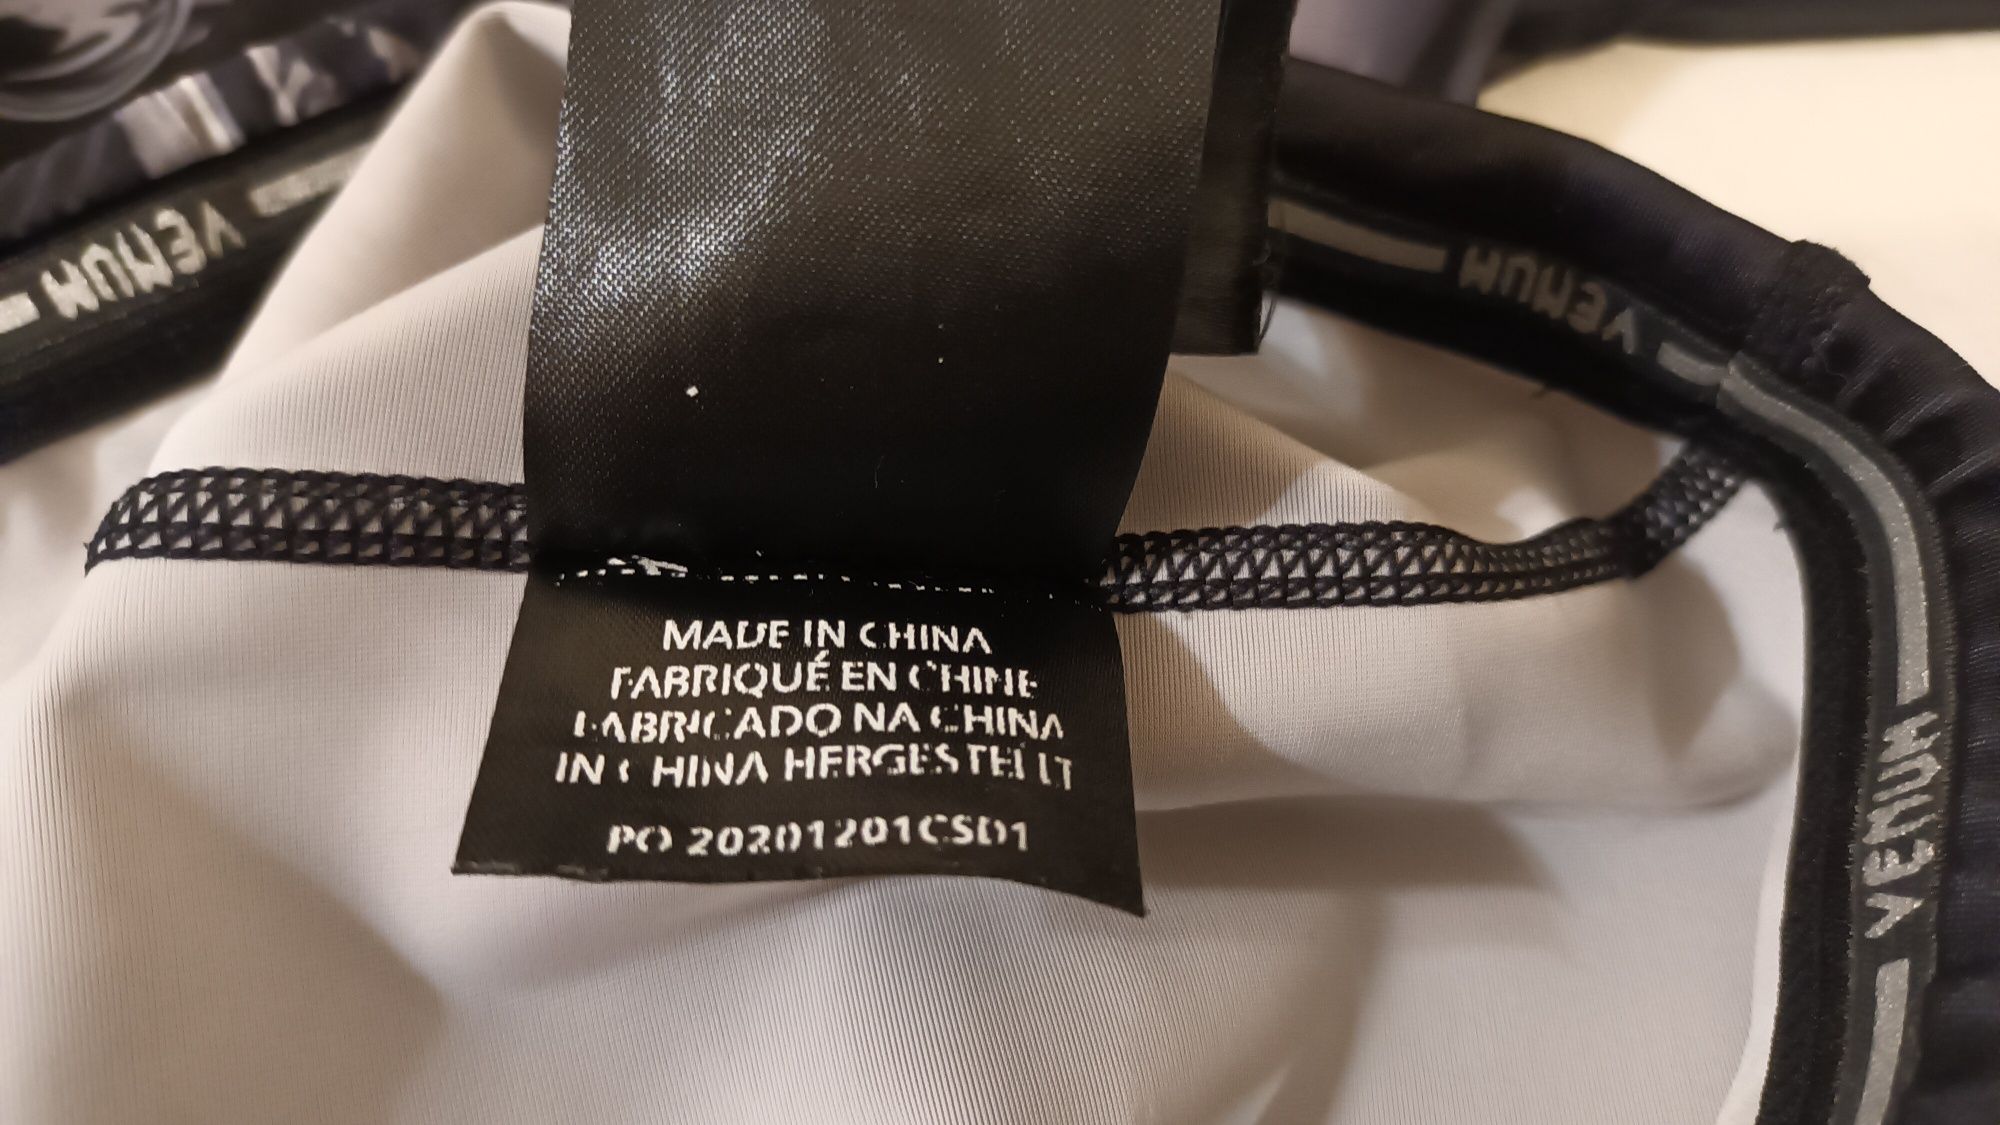 VENUM
VENUM
MADE IN CHINA
FABRIQUÉ EN CHINE
FABRICADO NA CHINA
IN CHINA HERGESTELLT
PO 20201201CSD1
VENUM